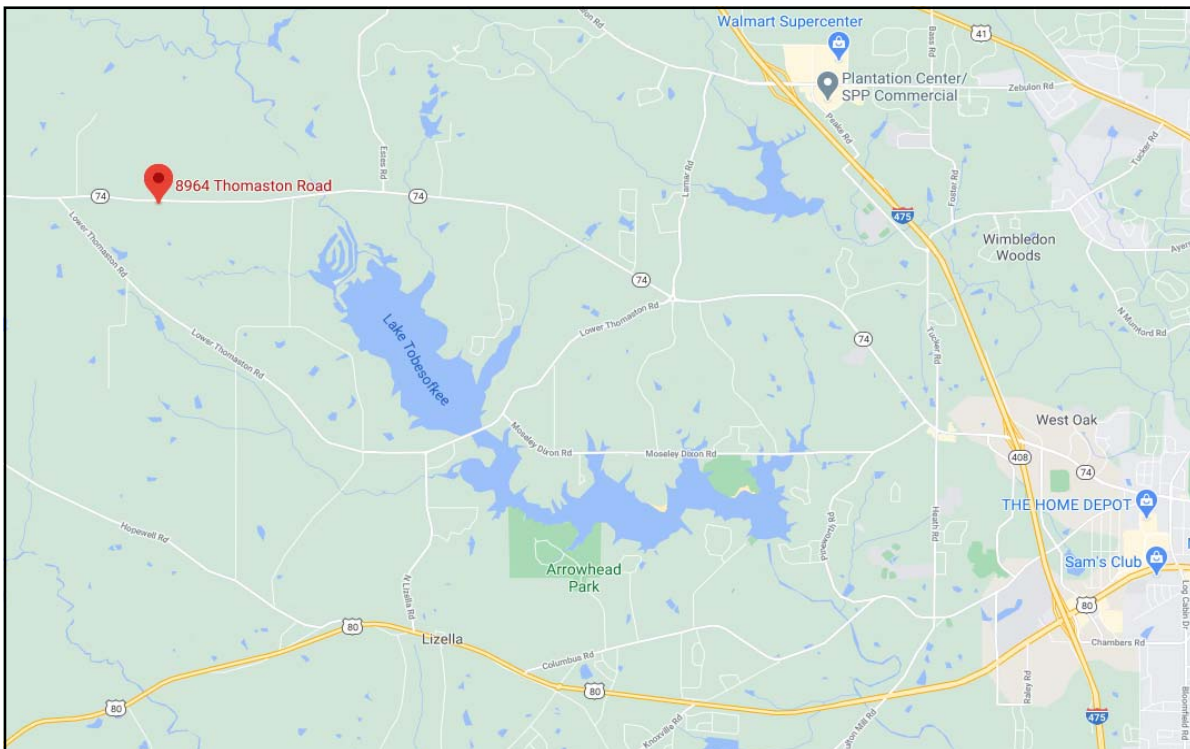 Walmart Supercenter
41
Bass Rd
Plantation Center/
SPP Commercial
Zebulon Rd
Peake Rd
Tucker Rd
Estes Rd
Lamar Rd
Foster Rd
8964 Thomaston Road
74
74
475
Lower Thomaston Rd
Wimbledon
Woods
N Mumford Rd
74
Lower Thomaston Rd
Lake Tobesofkee
Lower Thomaston Rd
74
Tucker Rd
West Oak
Moseley Dixon Rd
Moseley Dixon Rd
408
74
THE HOME DEPOT
Hopewell Rd
Heath Rd
Sam's Club
Arrowhead
Park
N Lizella Rd
80
Log Cabin Dr
80
Lizella
Chambers Rd
Columbus Rd
Raley Rd
80
80
Knoxville Rd
475
Bloomfield Rd